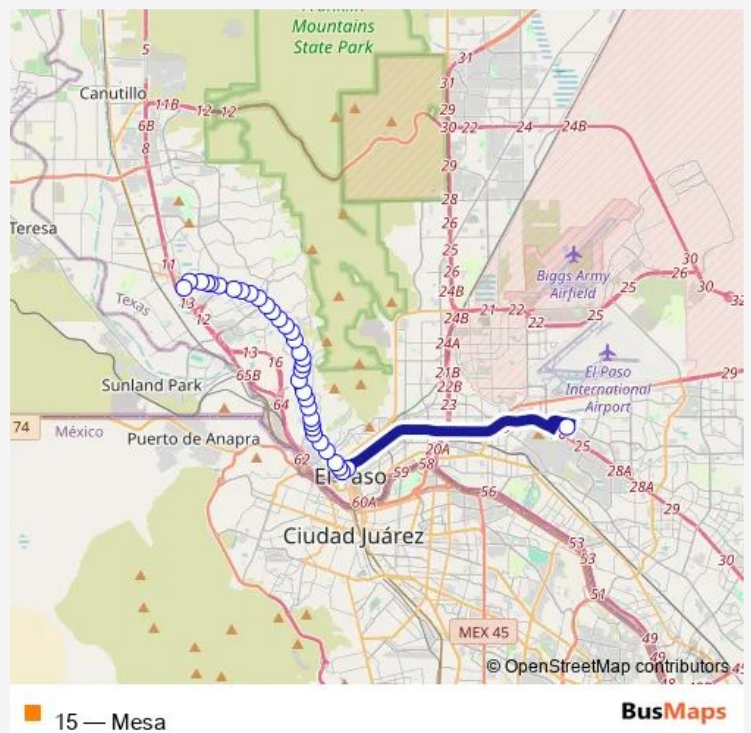 Franklin
Mountains
State Park
5
31
31
Canutillo
11B
12
12
29
6B
30
22
24
24B
8
29
28
Teresa
26
11
25
30
Biggs Army
Airfield
26
25
30
32
24B
13
Texas
12
24B
21
22
25
22
24A
13
16
El Paso
International
Airport
21B
65B
22B
29
Sunland Park
23
64
74
México
Puerto de Anapra
20A
25
62
El Paso
59
58
28A
60A
56
28A
29
Ciudad Juárez
53
30
53
51
MEX 45
49
49
© OpenStreetMap contributors
48
15 — Mesa
BusMaps